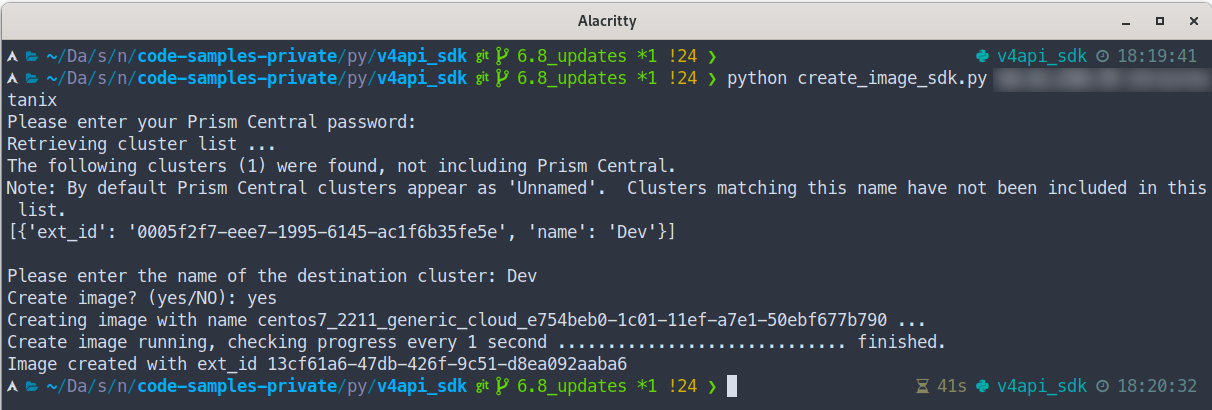 Alacritty
~/Da/s/n/code-samples-private/py/v4api_sdk git 6.8_updates *1 !24 ❯ v4api_sdk 18:19:41
~/Da/s/n/code-samples-private/py/v4api_sdk git 6.8_updates *1 !24 ❯ python create_image_sdk.py
tanix
Please enter your Prism Central password:
Retrieving cluster list ...
The following clusters (1) were found, not including Prism Central.
Note: By default Prism Central clusters appear as 'Unnamed'.  Clusters matching this name have not been included in this
 list.
[{'ext_id': '0005f2f7-eee7-1995-6145-ac1f6b35fe5e', 'name': 'Dev'}]
Please enter the name of the destination cluster: Dev
Create image? (yes/NO): yes
Creating image with name centos7_2211_generic_cloud_e754beb0-1c01-11ef-a7e1-50ebf677b790 ...
Create image running, checking progress every 1 second ............................. finished.
Image created with ext_id 13cf61a6-47db-426f-9c51-d8ea092aaba6
~/Da/s/n/code-samples-private/py/v4api_sdk git 6.8_updates *1 !24 ❯ 41s v4api_sdk 18:20:32